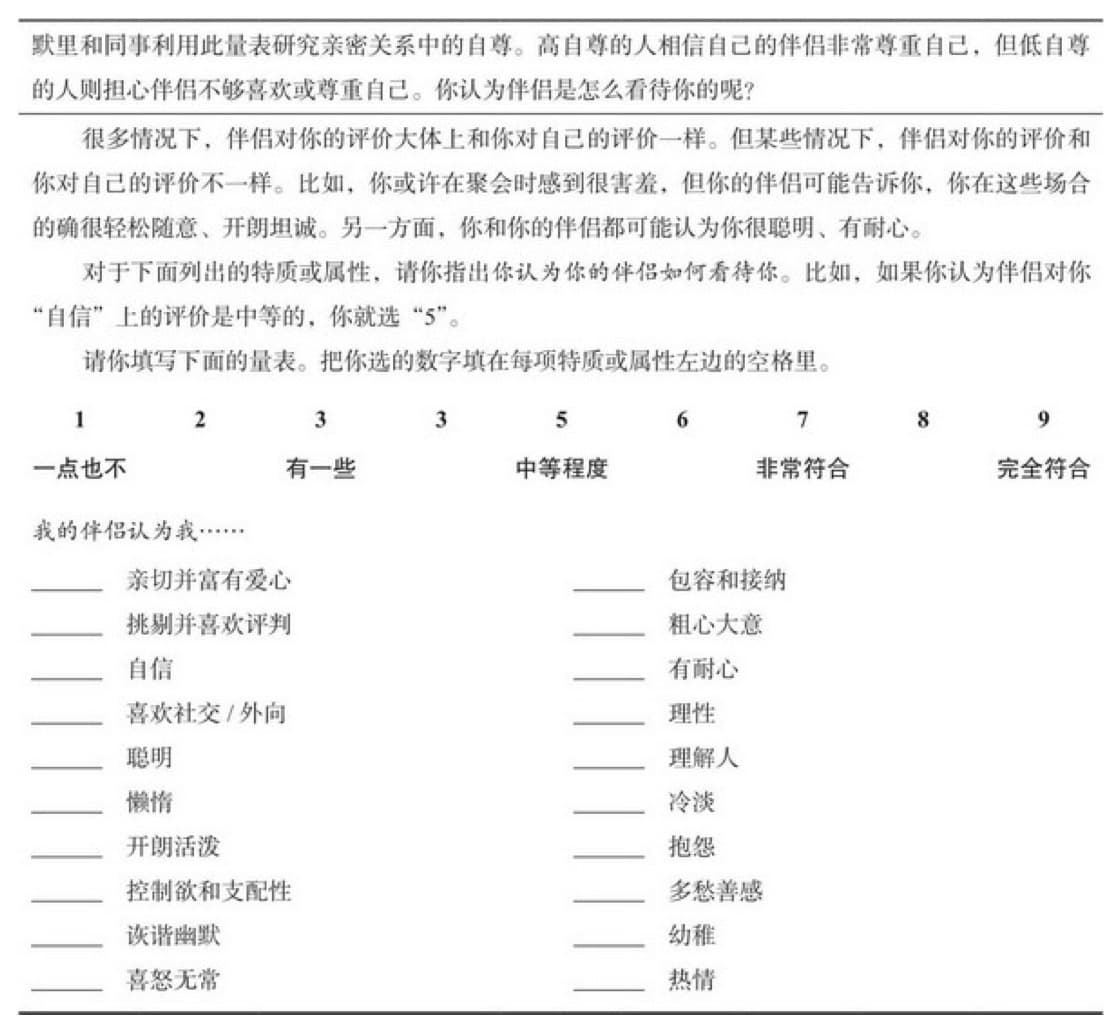 默里和同事利用此量表研究亲密关系中的自尊。高自尊的人相信自己的伴侣非常尊重自己，但低自尊
的人则担心伴侣不够喜欢或尊重自己。你认为伴侣是怎么看待你的呢？
很多情况下，伴侣对你的评价大体上和你对自己的评价一样。但某些情况下，伴侣对你的评价和
你对自己的评价不一样。比如，你或许在聚会时感到很害羞，但你的伴侣可能告诉你，你在这些场合
的确很轻松随意、开朗坦诚。另一方面，你和你的伴侣都可能认为你很聪明、有耐心。
对于下面列出的特质或属性，请你指出你认为你的伴侣如何看待你。比如，如果你认为伴侣对你
“自信”上的评价是中等的，你就选“5”。
请你填写下面的量表。把你选的数字填在每项特质或属性左边的空格里。
1 2 3 3 5 6 7 8 9
一点也不 有一些 中等程度 非常符合 完全符合
我的伴侣认为我……
______ 亲切并富有爱心 ______ 包容和接纳
______ 挑剔并喜欢评判 ______ 粗心大意
______ 自信 ______ 有耐心
______ 喜欢社交 / 外向 ______ 理性
______ 聪明 ______ 理解人
______ 懒惰 ______ 冷淡
______ 开朗活泼 ______ 抱怨
______ 控制欲和支配性 ______ 多愁善感
______ 诙谐幽默 ______ 幼稚
______ 喜怒无常 ______ 热情